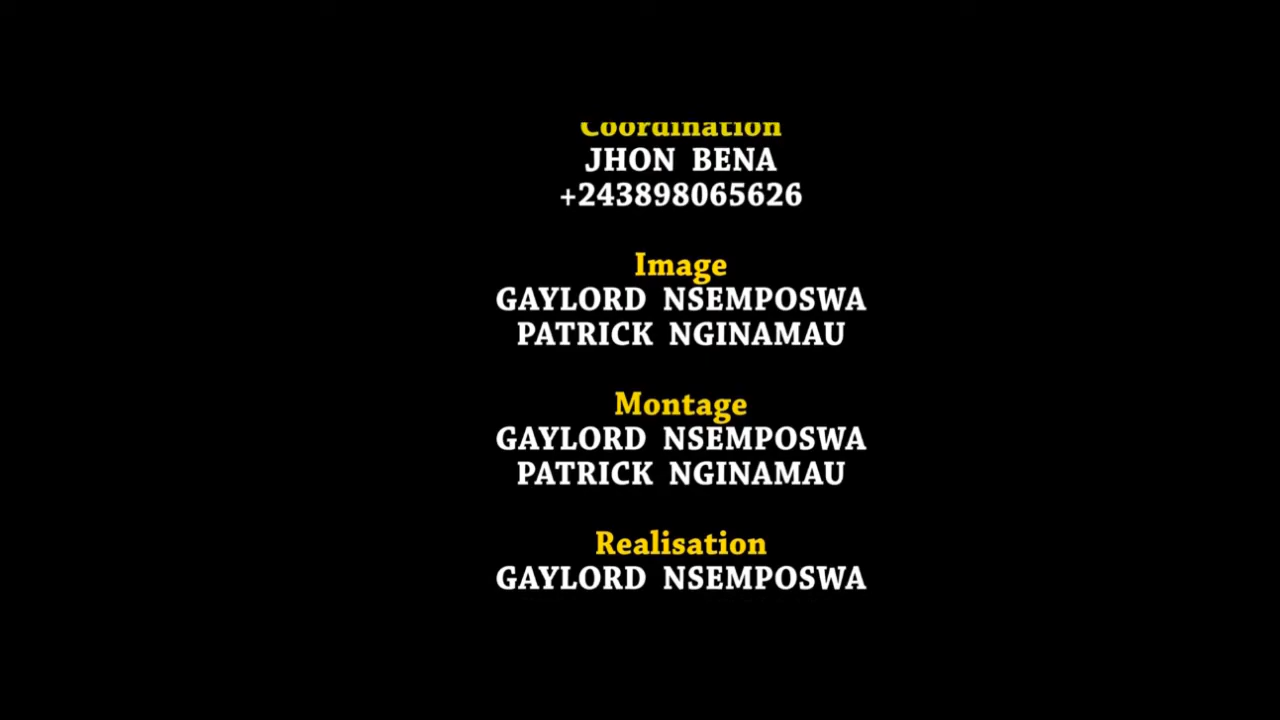 Coordination
JHON BENA
+243898065626
Image
GAYLORD NSEMPOSWA
PATRICK NGINAMAU
Montage
GAYLORD NSEMPOSWA
PATRICK NGINAMAU
Realisation
GAYLORD NSEMPOSWA